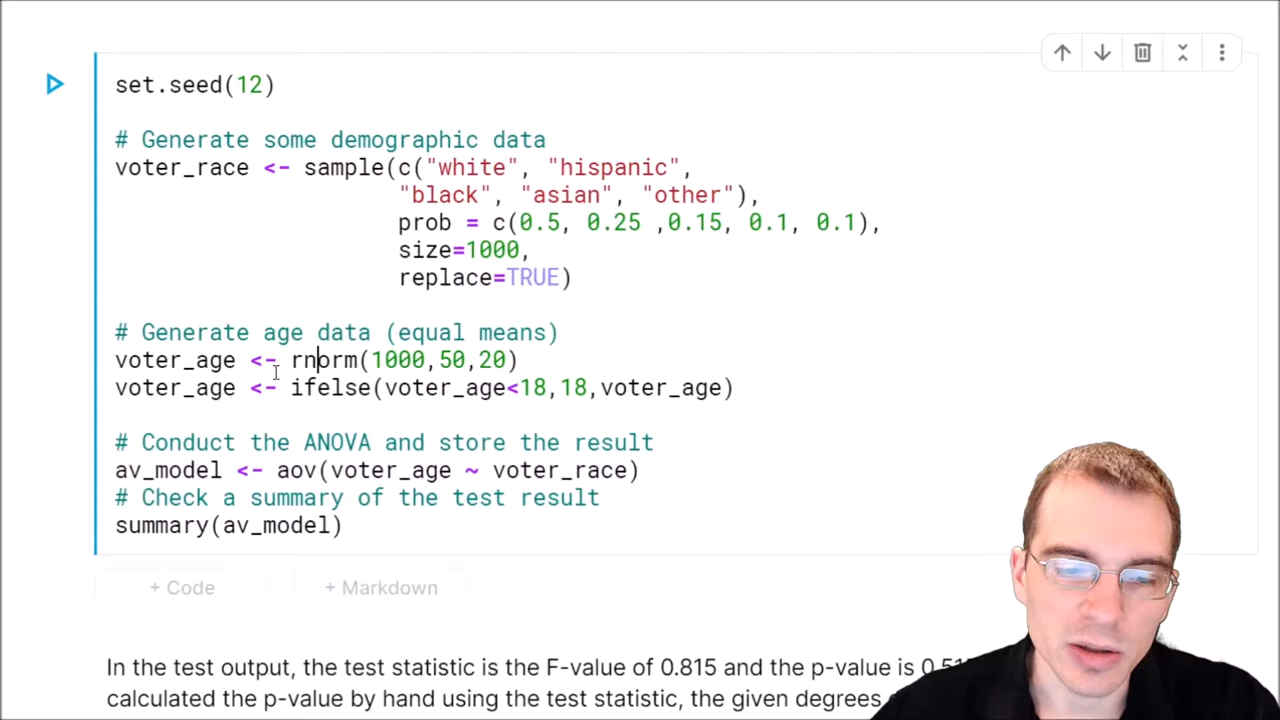 set.seed(12)
# Generate some demographic data
voter_race <- sample(c("white", "hispanic",
"black", "asian", "other"),
prob = c(0.5, 0.25 ,0.15, 0.1, 0.1),
size=1000,
replace=TRUE)
# Generate age data (equal means)
voter_age <- rnorm(1000,50,20)
voter_age <- ifelse(voter_age<18,18,voter_age)
# Conduct the ANOVA and store the result
av_model <- aov(voter_age ~ voter_race)
# Check a summary of the test result
summary(av_model)
+ Code
+ Markdown
In the test output, the test statistic is the F-value of 0.815 and the p-value is
calculated the p-value by hand using the test statistic, the given degrees